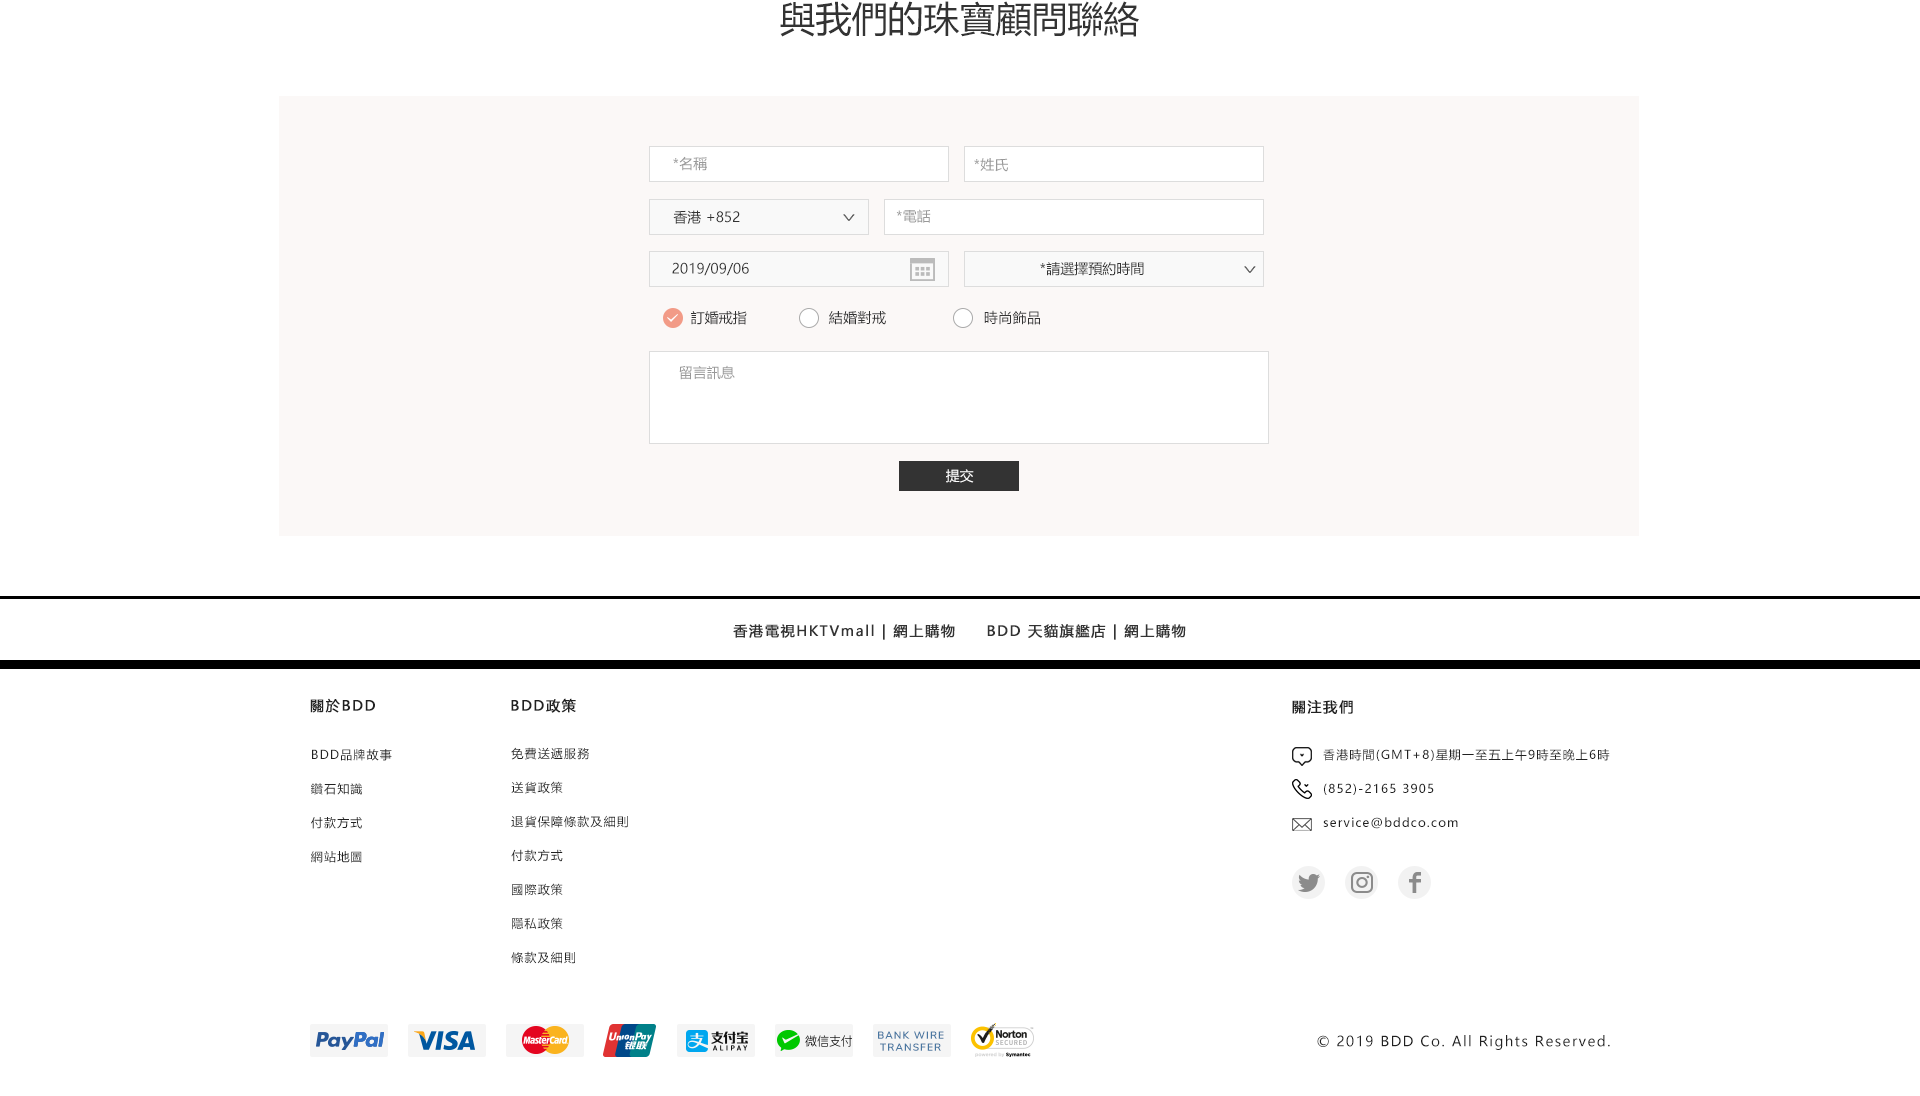 與我們的珠寶顧問聯絡
*名稱
*姓氏
香港 +852
*電話
2019/09/06
*請選擇預約時間
訂婚戒指
結婚對戒
時尚飾品
留言訊息
提交
香港電視HKTVmall | 網上購物
BDD 天貓旗艦店 | 網上購物
關於BDD
BDD品牌故事
鑽石知識
付款方式
網站地圖
BDD政策
免費送遞服務
送貨政策
退貨保障條款及細則
付款方式
國際政策
隱私政策
條款及細則
關注我們
香港時間(GMT+8)星期一至五上午9時至晚上6時
(852)-2165 3905
service@bddco.com
PayPal
VISA
MasterCard
UnionPay
银联
支 支付宝
ALIPAY
微信支付
BANK WIRE
TRANSFER
Norton
SECURED
powered by Symantec
© 2019 BDD Co. All Rights Reserved.